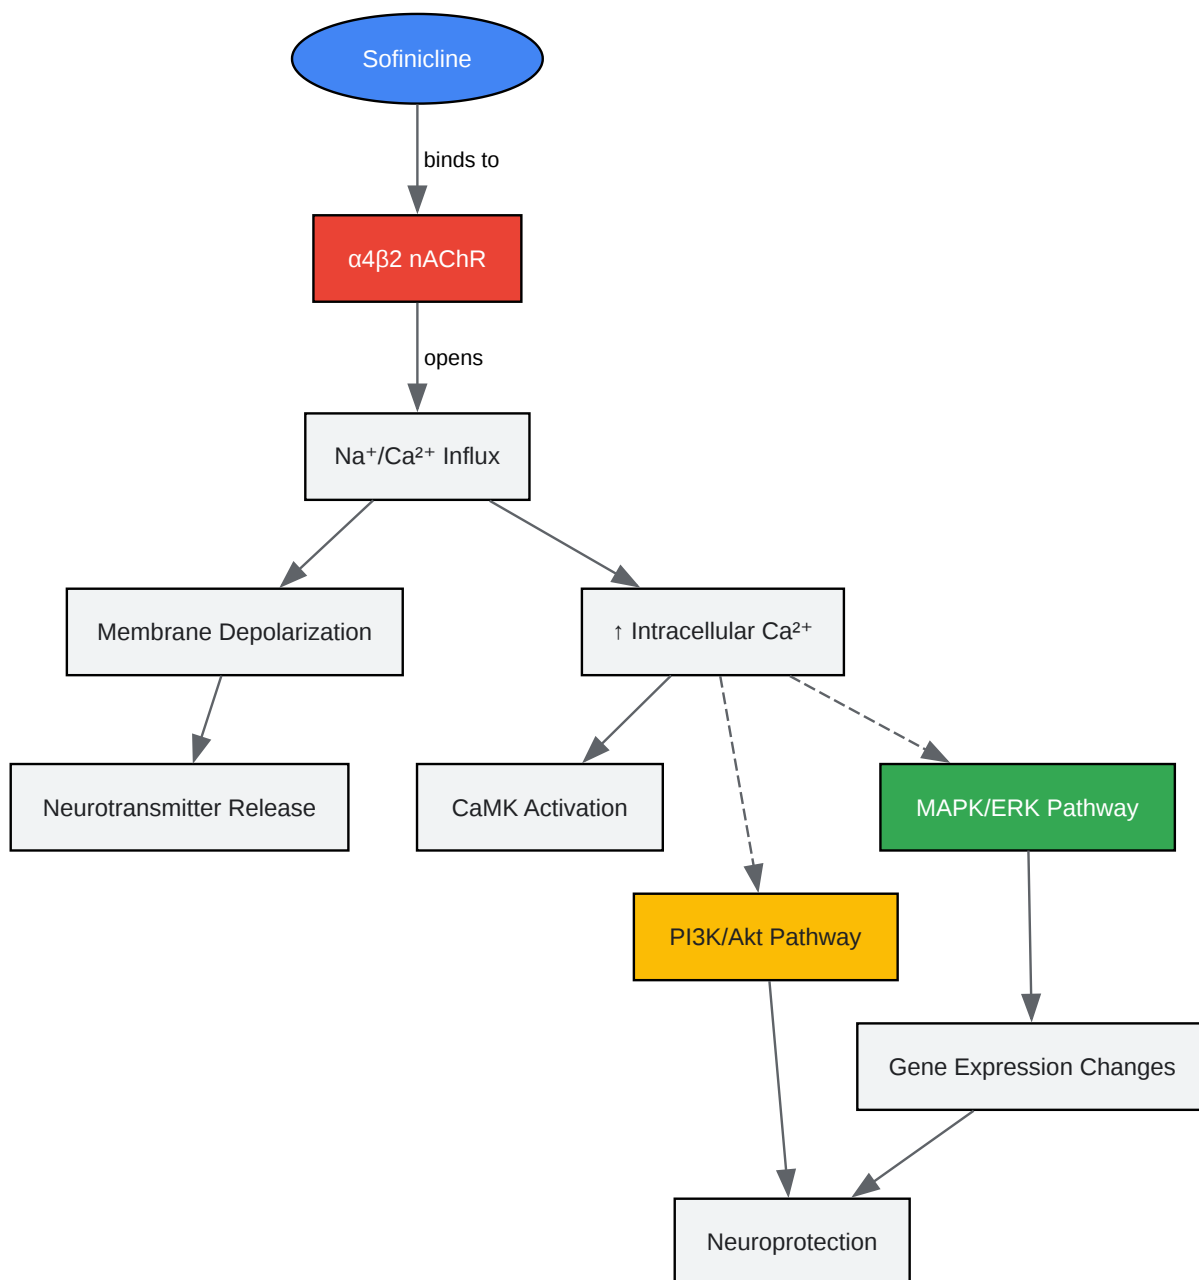 Sofinicline
binds to
α4β2 nAChR
opens
Na⁺/Ca²⁺ Influx
Membrane Depolarization
↑ Intracellular Ca²⁺
Neurotransmitter Release
CaMK Activation
MAPK/ERK Pathway
PI3K/Akt Pathway
Gene Expression Changes
Neuroprotection